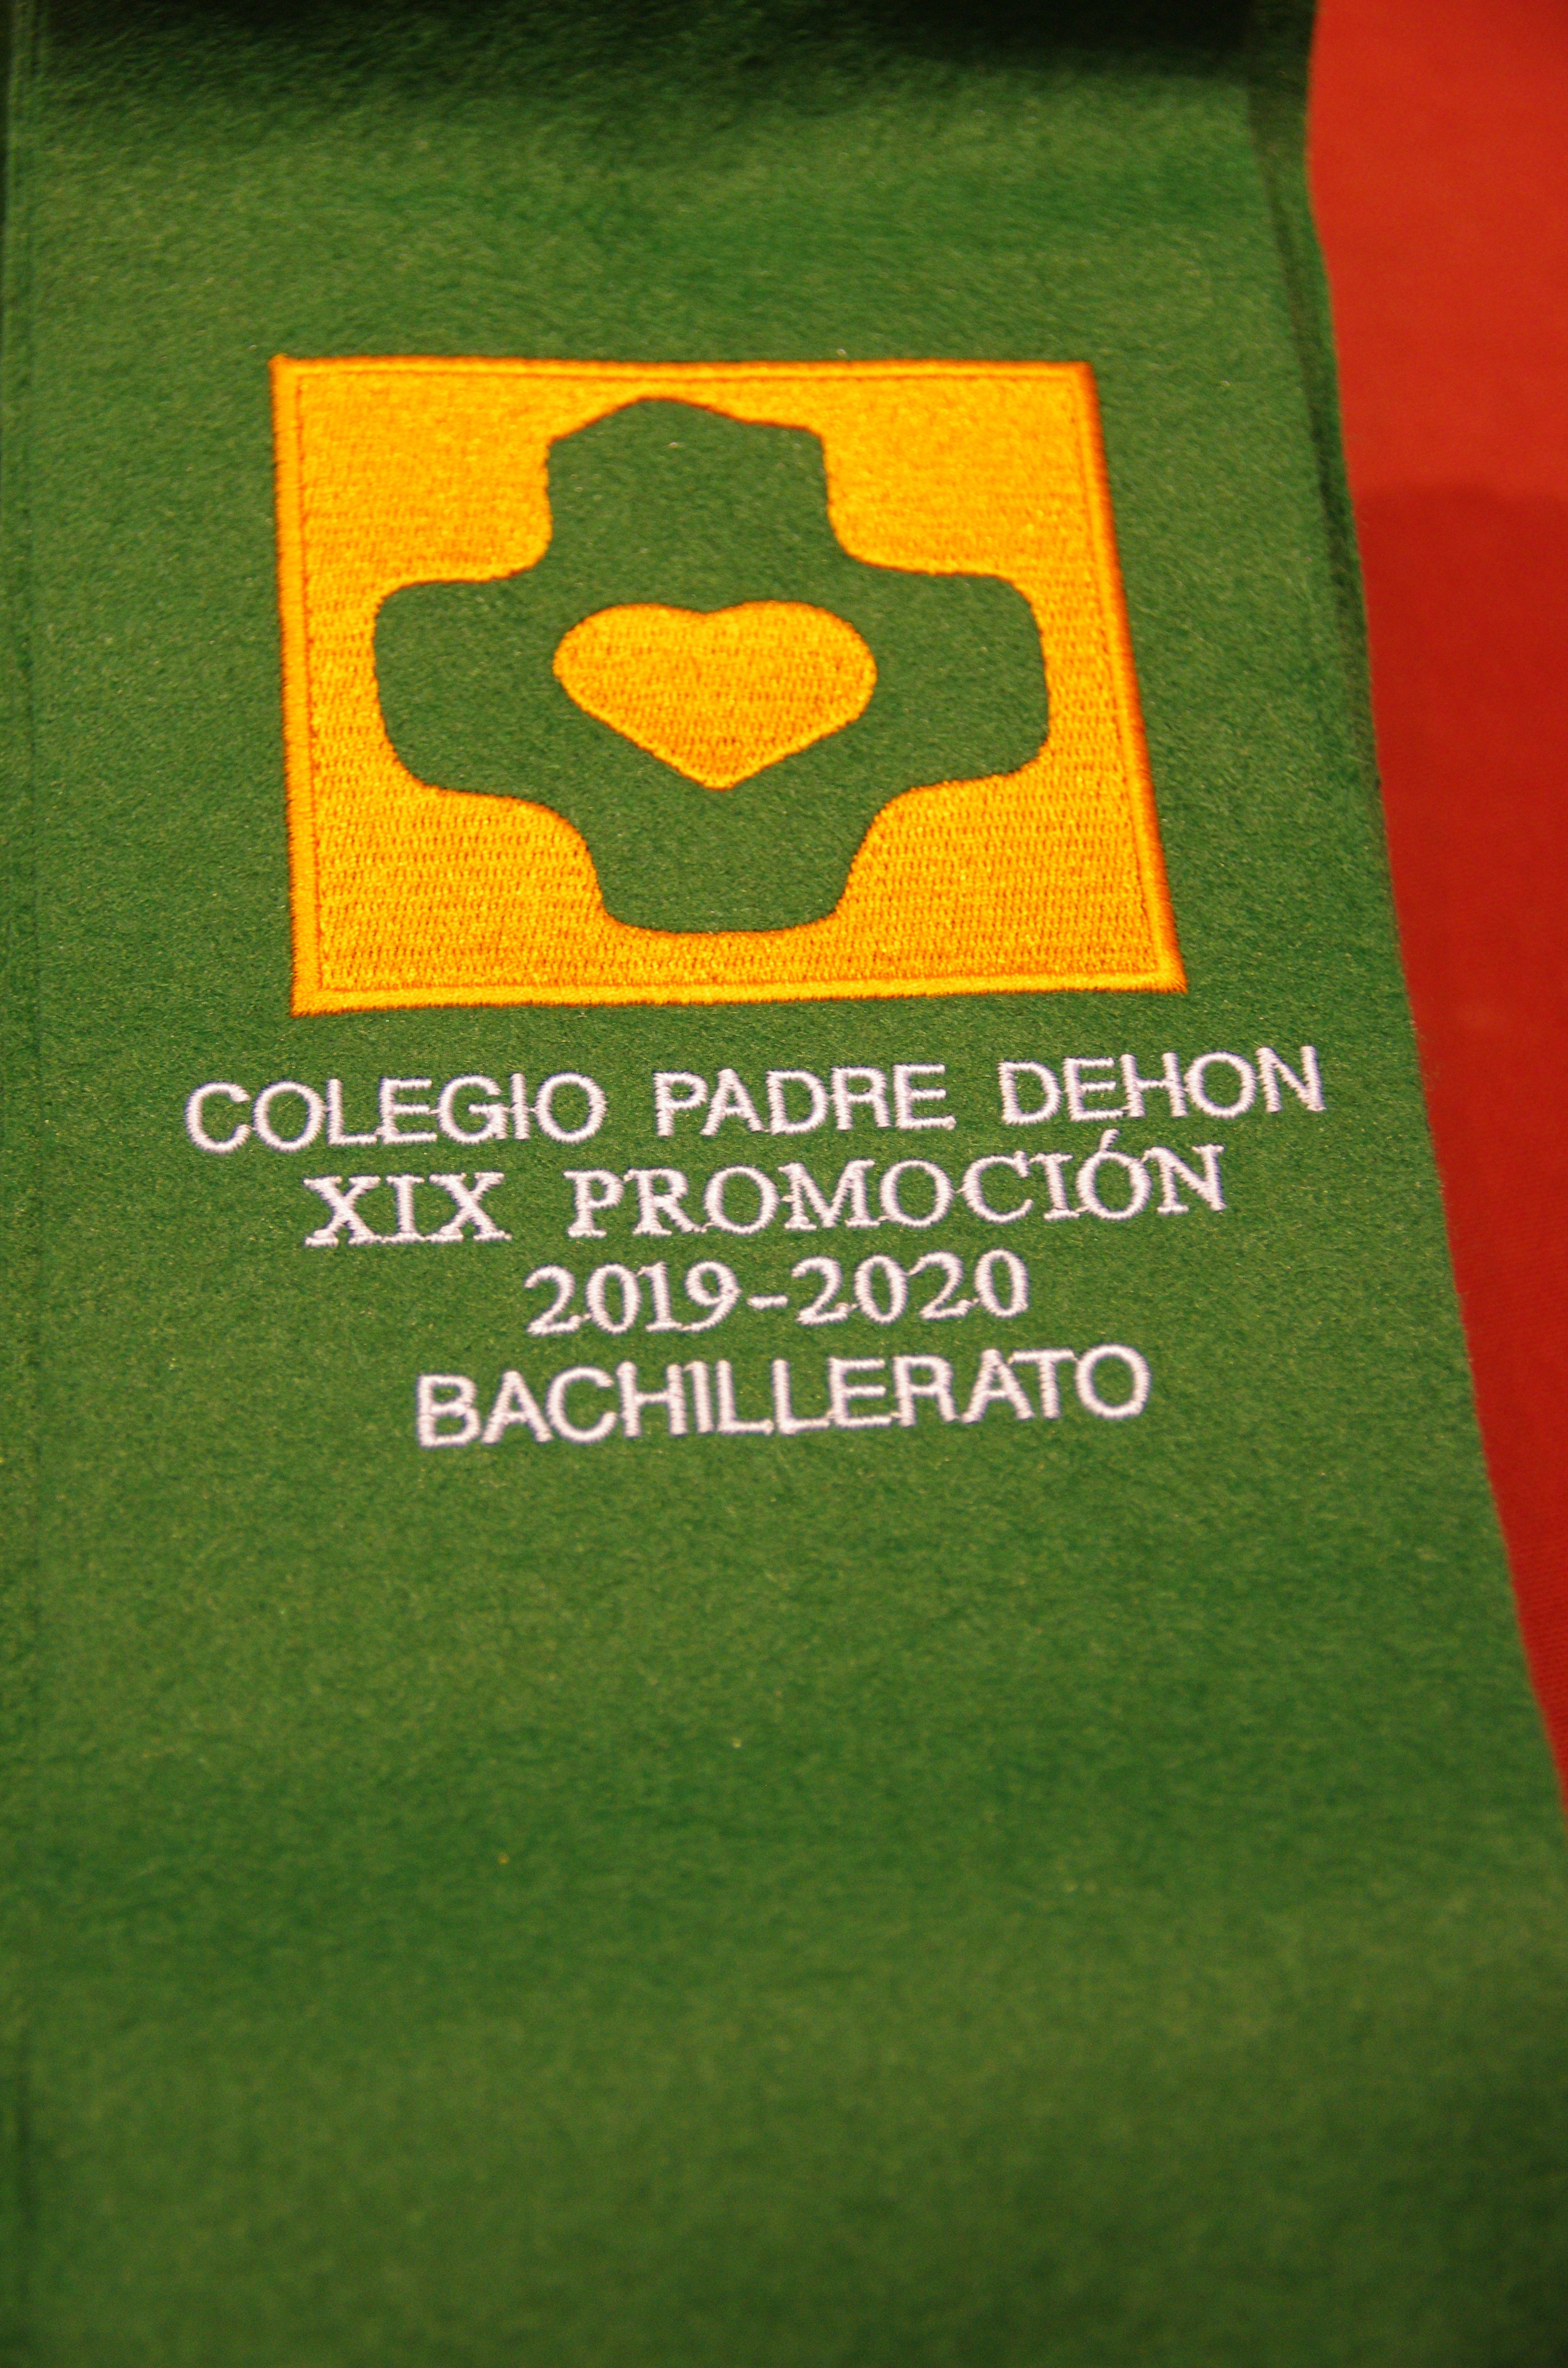 COLEGIO PADRE DEHON
XIX PROMOCIÓN
2019-2020
BACHILLERATO